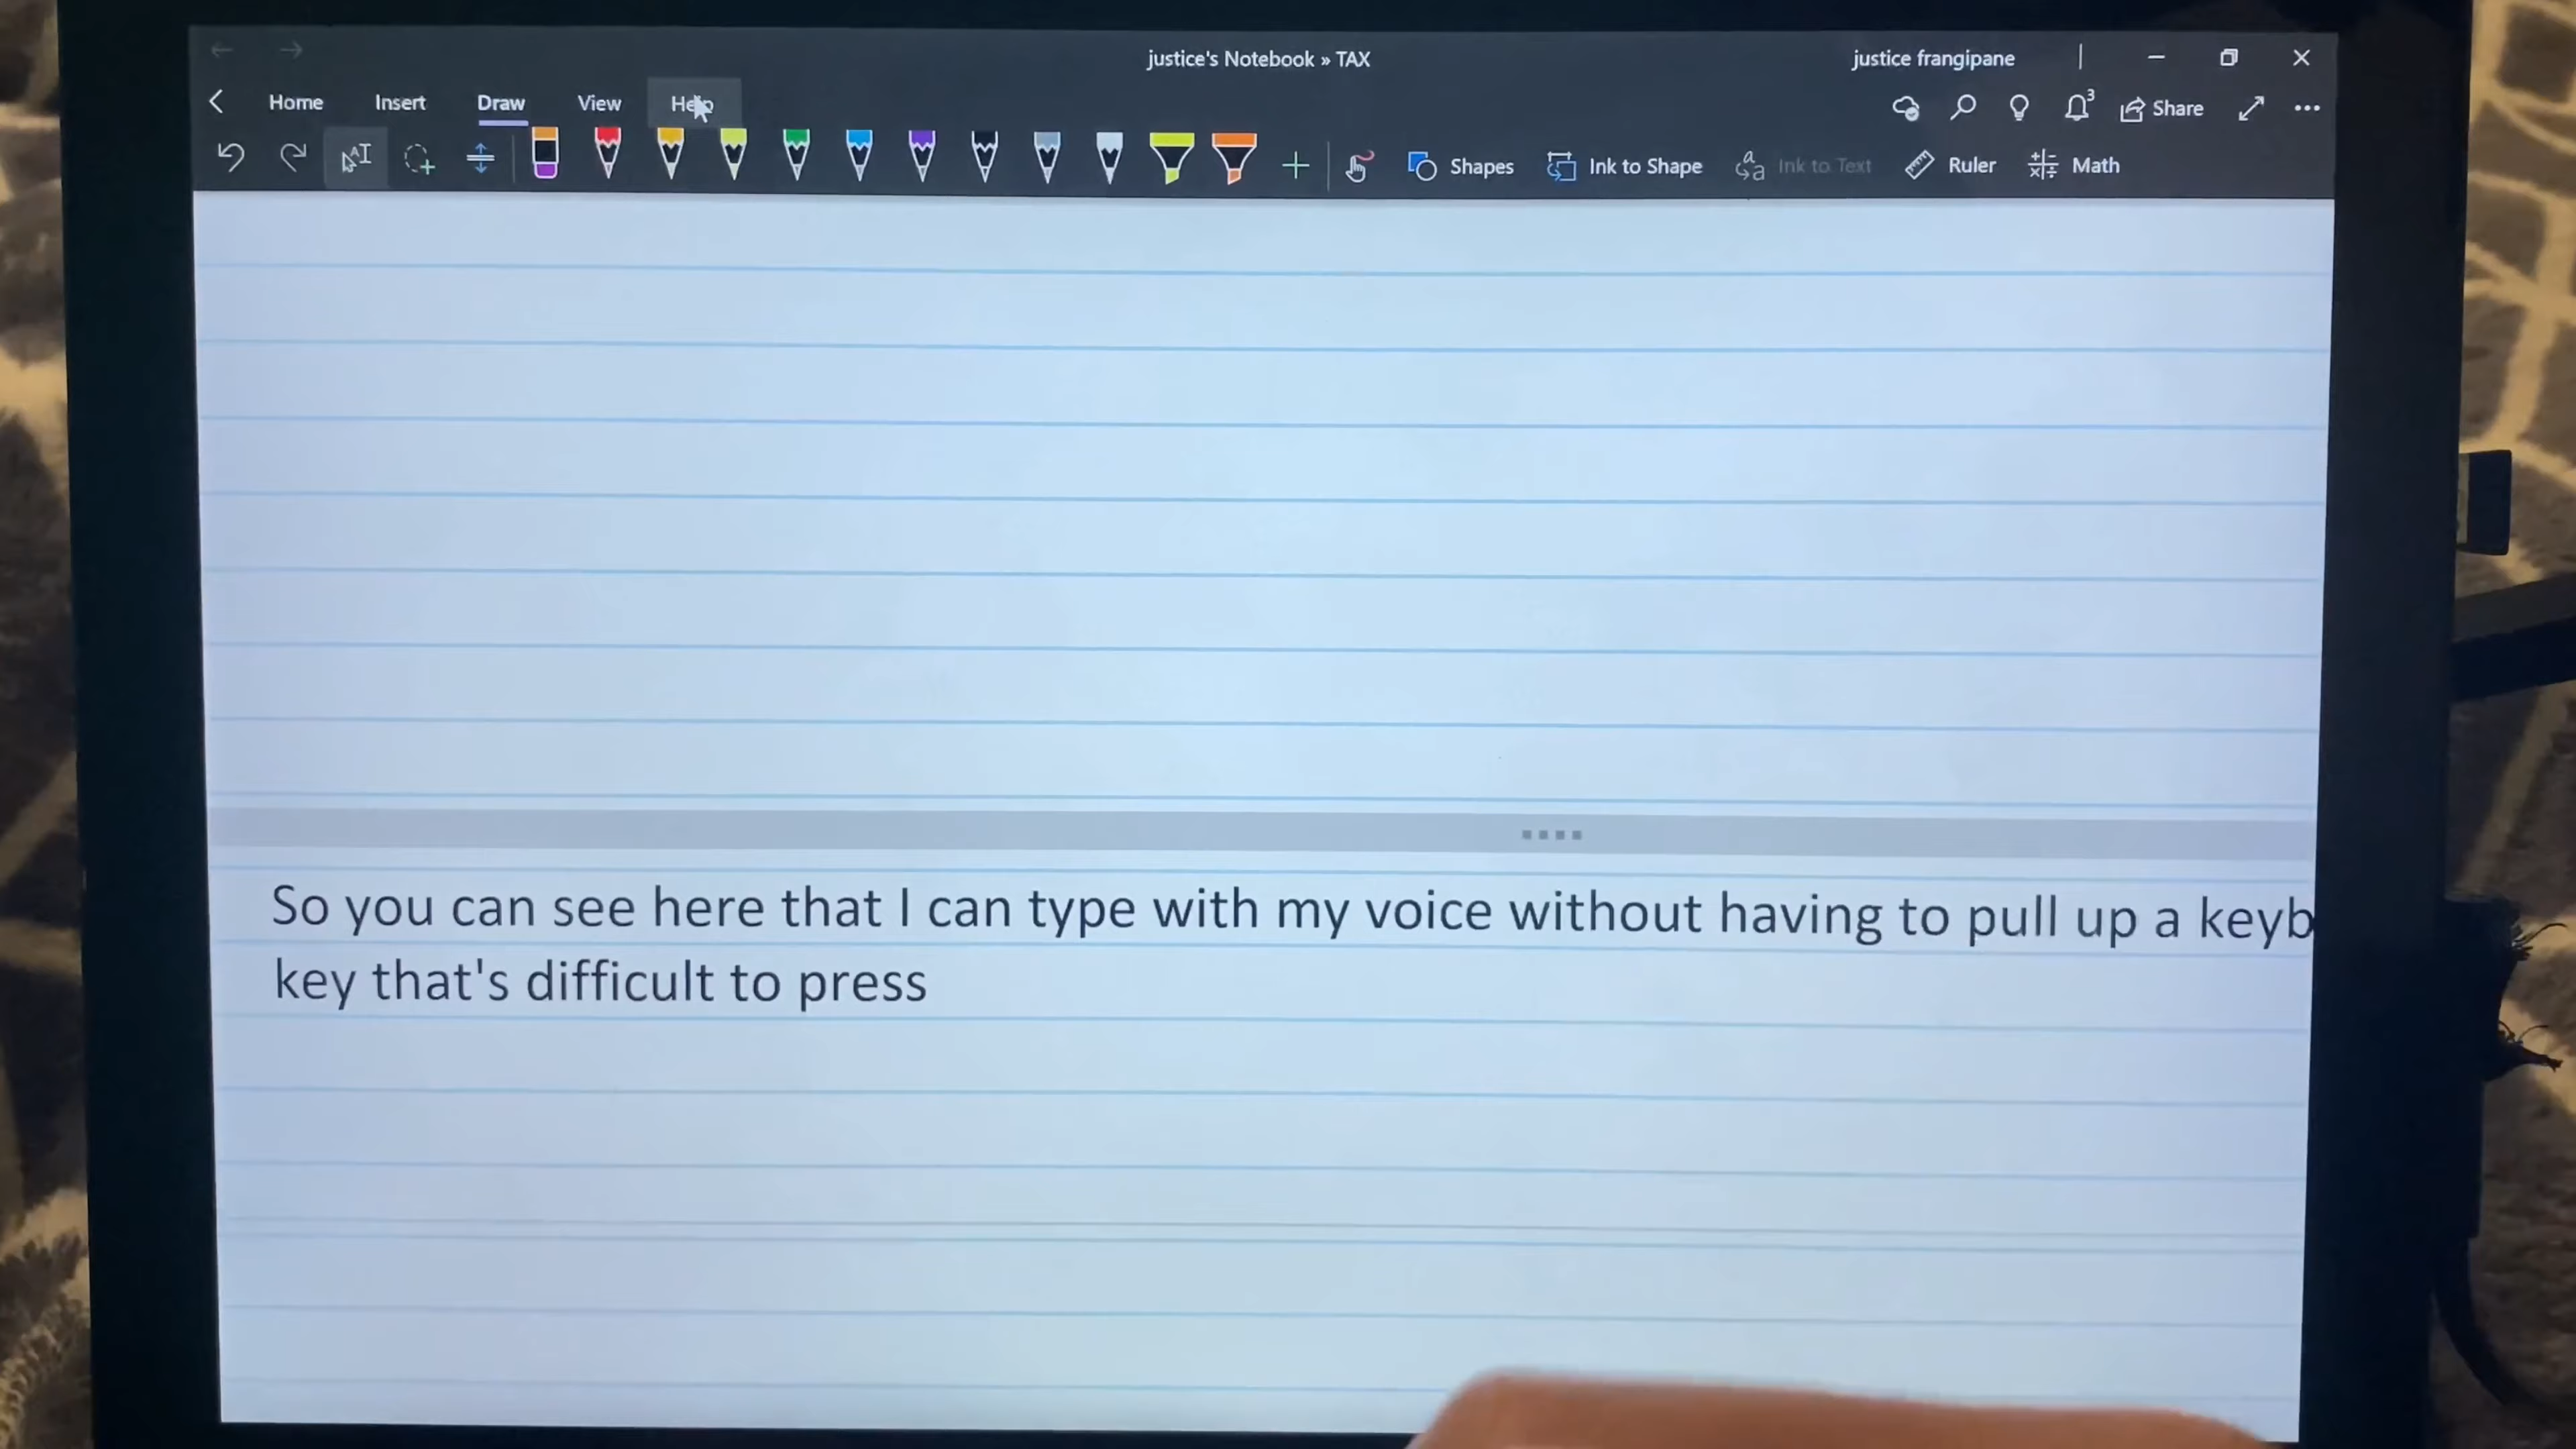 justice's Notebook » TAX
justice frangipane
Home Insert Draw View Help
3
Share
Shapes Ink to Shape Ink to Text Ruler Math
So you can see here that I can type with my voice without having to pull up a keyb
key that's difficult to press